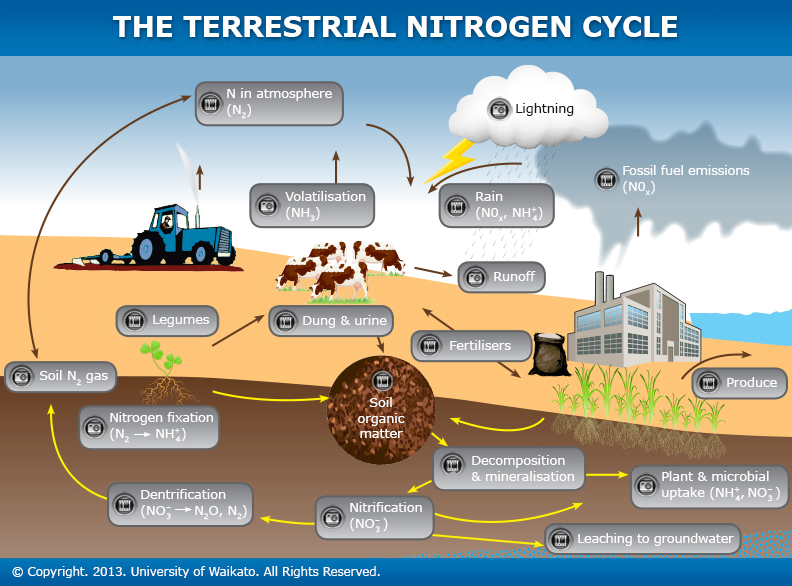 THE TERRESTRIAL NITROGEN CYCLE
N in atmosphere
(N₂)
Lightning
Fossil fuel emissions
(N0ₓ)
Volatilisation
(NH₃)
Rain
(N0ₓ, NH₄⁺)
Runoff
Legumes
Dung & urine
Fertilisers
Soil N₂ gas
Produce
Soil
organic
matter
Nitrogen fixation
(N₂ → NH₄⁺)
Decomposition
& mineralisation
Plant & microbial
uptake (NH₄⁺, NO₃⁻)
Dentrification
(NO₃⁻ → N₂O, N₂)
Nitrification
(NO₃⁻)
Leaching to groundwater
© Copyright. 2013. University of Waikato. All Rights Reserved.